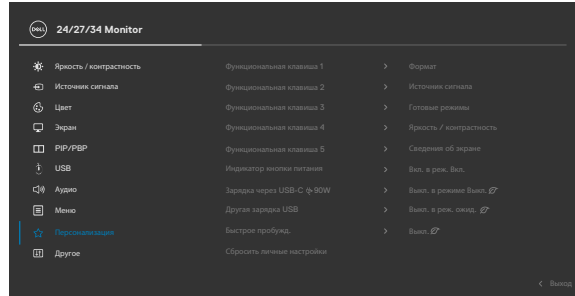 DELL 24/27/34 Monitor
Яркость / контрастность Функциональная клавиша 1 > Формат
Источник сигнала Функциональная клавиша 2 > Источник сигнала
Цвет Функциональная клавиша 3 > Готовые режимы
Экран Функциональная клавиша 4 > Яркость / контрастность
PIP/PBP Функциональная клавиша 5 > Сведения об экране
USB Индикатор кнопки питания > Вкл. в реж. Вкл.
Аудио Зарядка через USB-C 90W > Выкл. в режиме Выкл.
Меню Другая зарядка USB > Выкл. в реж. ожид.
Персонализация Быстрое пробужд. > Выкл.
Другое Сбросить личные настройки
< Выход